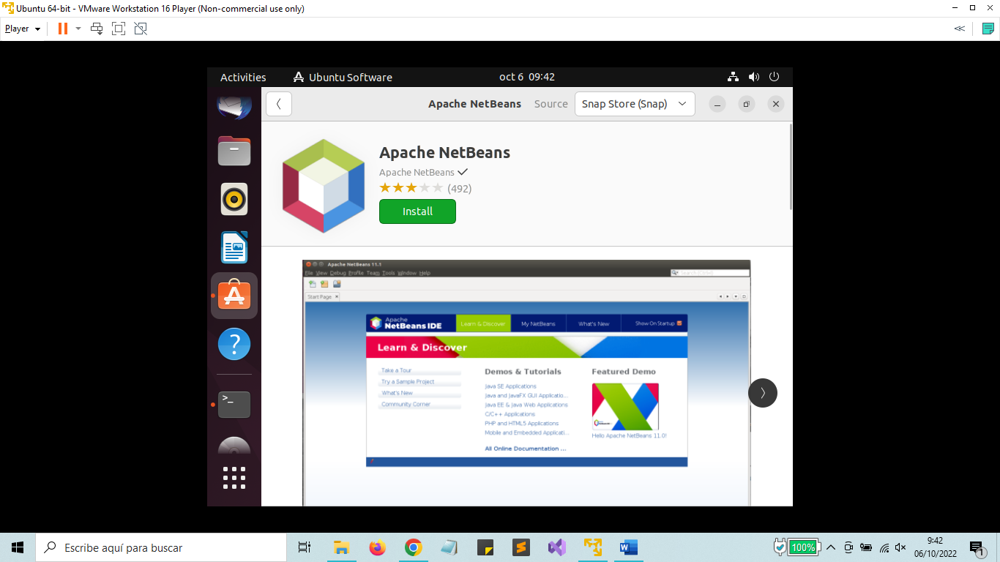 Ubuntu 64-bit - VMware Workstation 16 Player (Non-commercial use only)
Player
Activities
Ubuntu Software
oct 6 09:42
Apache NetBeans
Source
Snap Store (Snap)
Apache NetBeans
Apache NetBeans
(492)
Install
Apache NetBeans 11.1
File View Debug Profile Team Tools Window Help
Search (Ctrl+I)
Start Page
Apache
NetBeans IDE
Learn & Discover
My NetBeans
What's New
Show On Startup
Learn & Discover
Take a Tour
Try a Sample Project
What's New
Community Corner
Demos & Tutorials
Java SE Applications
Java and JavaFX GUI Applicatio...
Java EE & Java Web Applications
C/C++ Applications
PHP and HTML5 Applications
Mobile and Embedded Applicati...
All Online Documentation ...
Featured Demo
Hello Apache NetBeans 11.0!
Escribe aquí para buscar
100%
9:42
06/10/2022
1